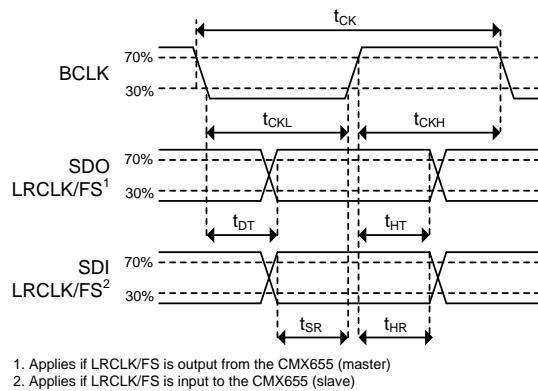 tCK
70%
BCLK
30%
tCKL tCKH
SDO 70%
LRCLK/FS1 30%
tDT tHT
SDI 70%
LRCLK/FS2 30%
tSR tHR
1. Applies if LRCLK/FS is output from the CMX655 (master)
2. Applies if LRCLK/FS is input to the CMX655 (slave)